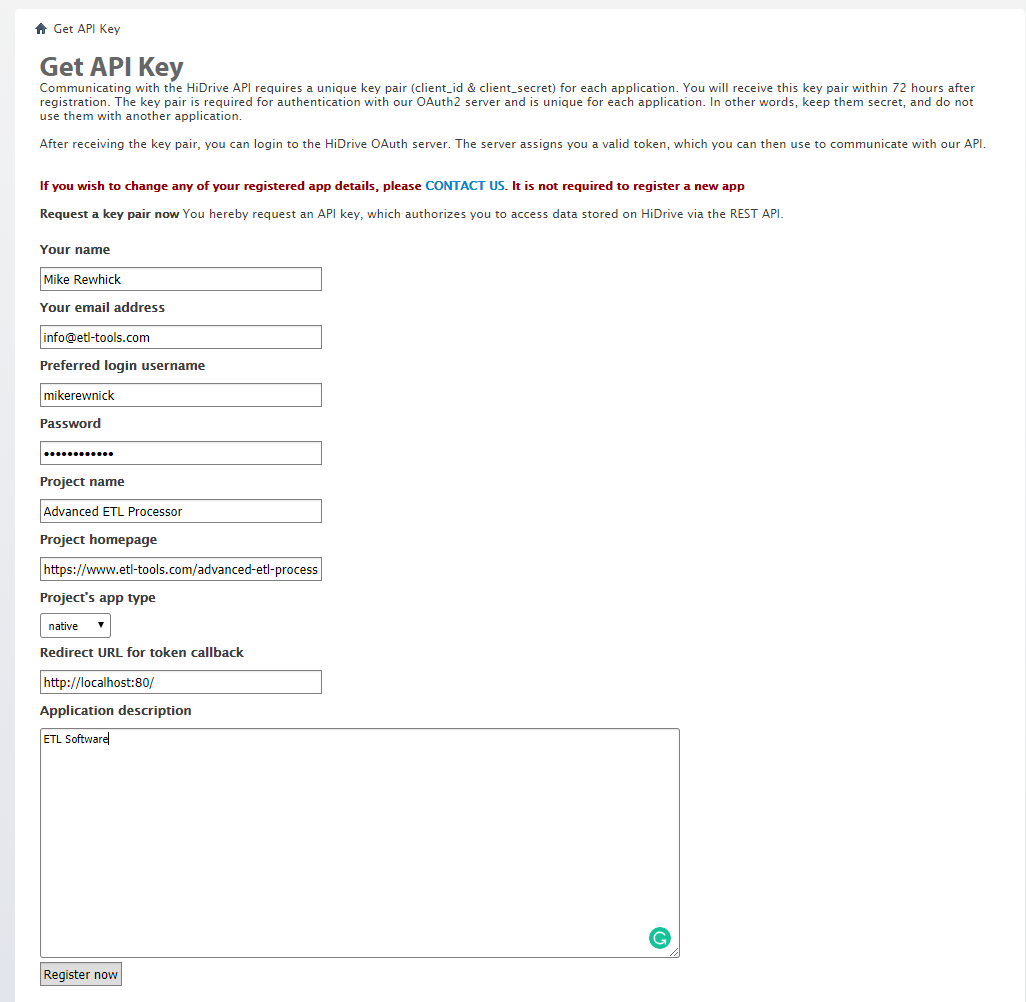 Get API Key
Get API Key
Communicating with the HiDrive API requires a unique key pair (client_id & client_secret) for each application. You will receive this key pair within 72 hours after
registration. The key pair is required for authentication with our OAuth2 server and is unique for each application. In other words, keep them secret, and do not
use them with another application.
After receiving the key pair, you can login to the HiDrive OAuth server. The server assigns you a valid token, which you can then use to communicate with our API.
If you wish to change any of your registered app details, please CONTACT US. It is not required to register a new app
Request a key pair now You hereby request an API key, which authorizes you to access data stored on HiDrive via the REST API.
Your name
Mike Rewhick
Your email address
info@etl-tools.com
Preferred login username
mikerewnick
Password
••••••••••••
Project name
Advanced ETL Processor
Project homepage
https://www.etl-tools.com/advanced-etl-process
Project's app type
native
Redirect URL for token callback
http://localhost:80/
Application description
ETL Software
Register now